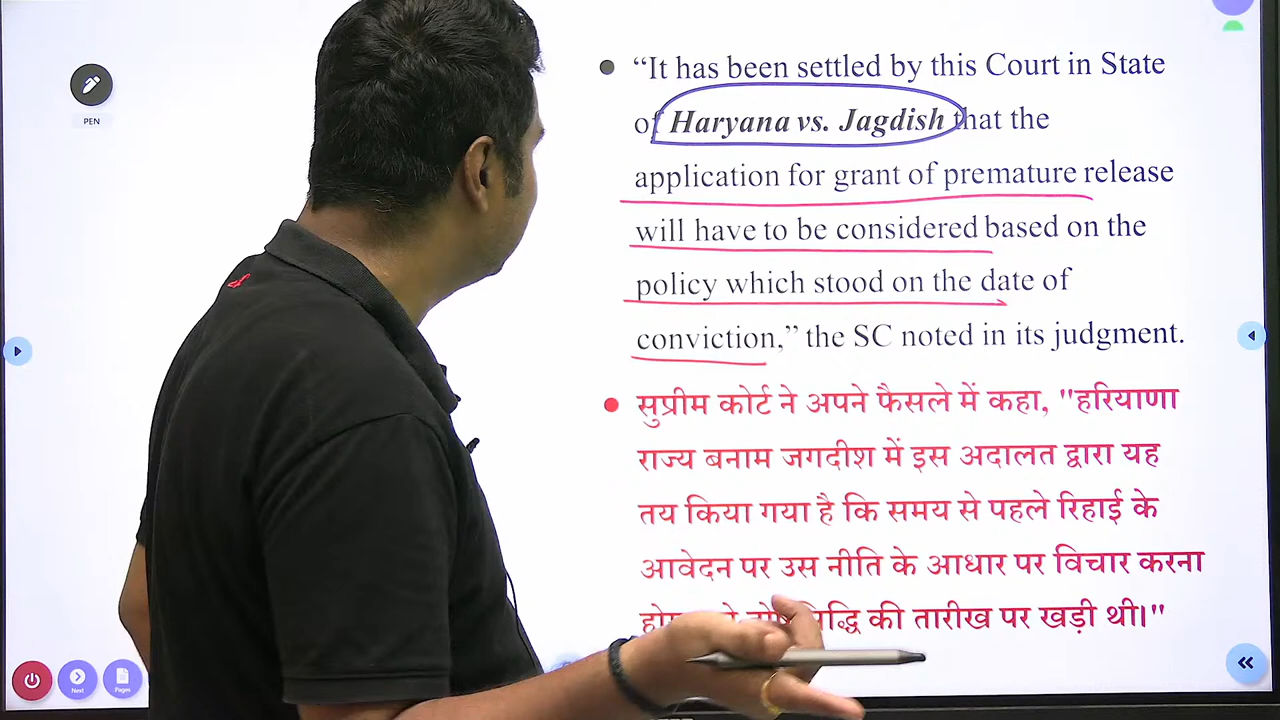 PEN
“It has been settled by this Court in State
of Haryana vs. Jagdish that the
application for grant of premature release
will have to be considered based on the
policy which stood on the date of
conviction,” the SC noted in its judgment.
सुप्रीम कोर्ट ने अपने फैसले में कहा, "हरियाणा
राज्य बनाम जगदीश में इस अदालत द्वारा यह
तय किया गया है कि समय से पहले रिहाई के
आवेदन पर उस नीति के आधार पर विचार करना
की तारीख पर खड़ी थी।"
Next
Pages